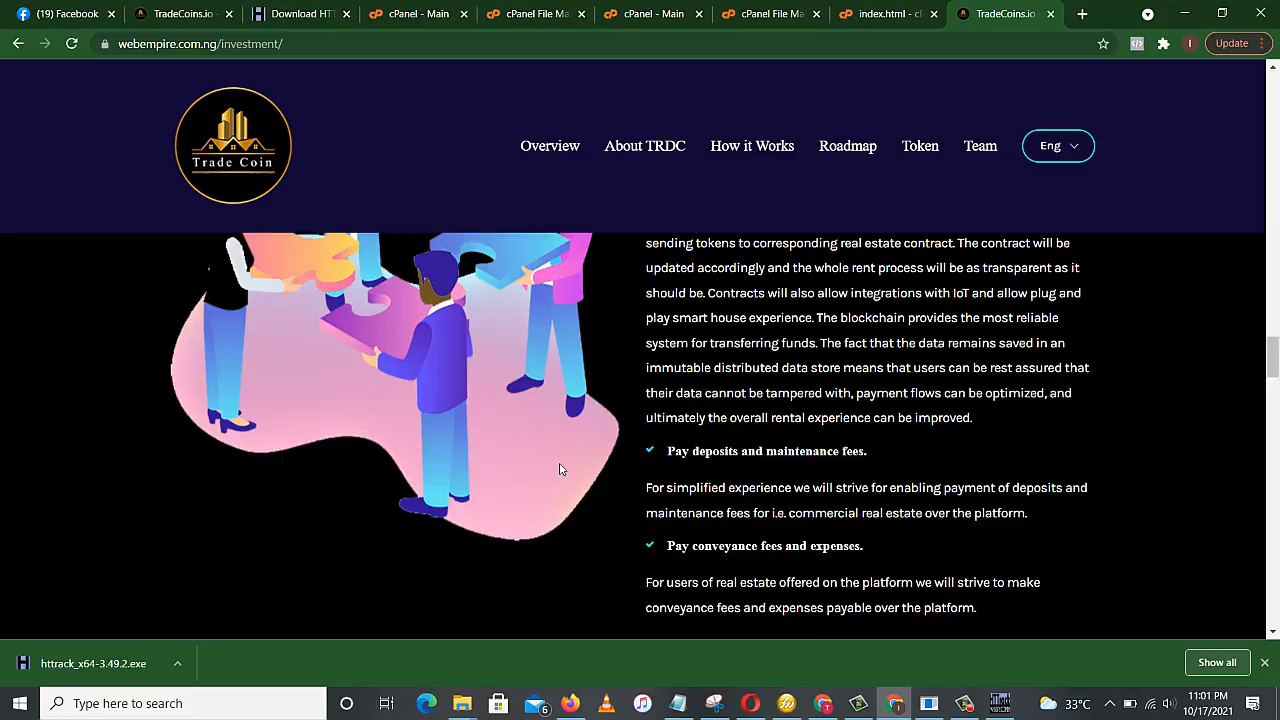 (19) Facebook
TradeCoins.io
Download HTT
cPanel - Main
cPanel File Ma
cPanel - Main
cPanel File Ma
index.html - c
TradeCoins.io
webempire.com.ng/investment/
I
Update
Trade Coin
Overview
About TRDC
How it Works
Roadmap
Token
Team
Eng
sending tokens to corresponding real estate contract. The contract will be
updated accordingly and the whole rent process will be as transparent as it
should be. Contracts will also allow integrations with IoT and allow plug and
play smart house experience. The blockchain provides the most reliable
system for transferring funds. The fact that the data remains saved in an
immutable distributed data store means that users can be rest assured that
their data cannot be tampered with, payment flows can be optimized, and
ultimately the overall rental experience can be improved.
Pay deposits and maintenance fees.
For simplified experience we will strive for enabling payment of deposits and
maintenance fees for i.e. commercial real estate over the platform.
Pay conveyance fees and expenses.
For users of real estate offered on the platform we will strive to make
conveyance fees and expenses payable over the platform.
httrack_x64-3.49.2.exe
Show all
Type here to search
6
33°C
11:01 PM
10/17/2021